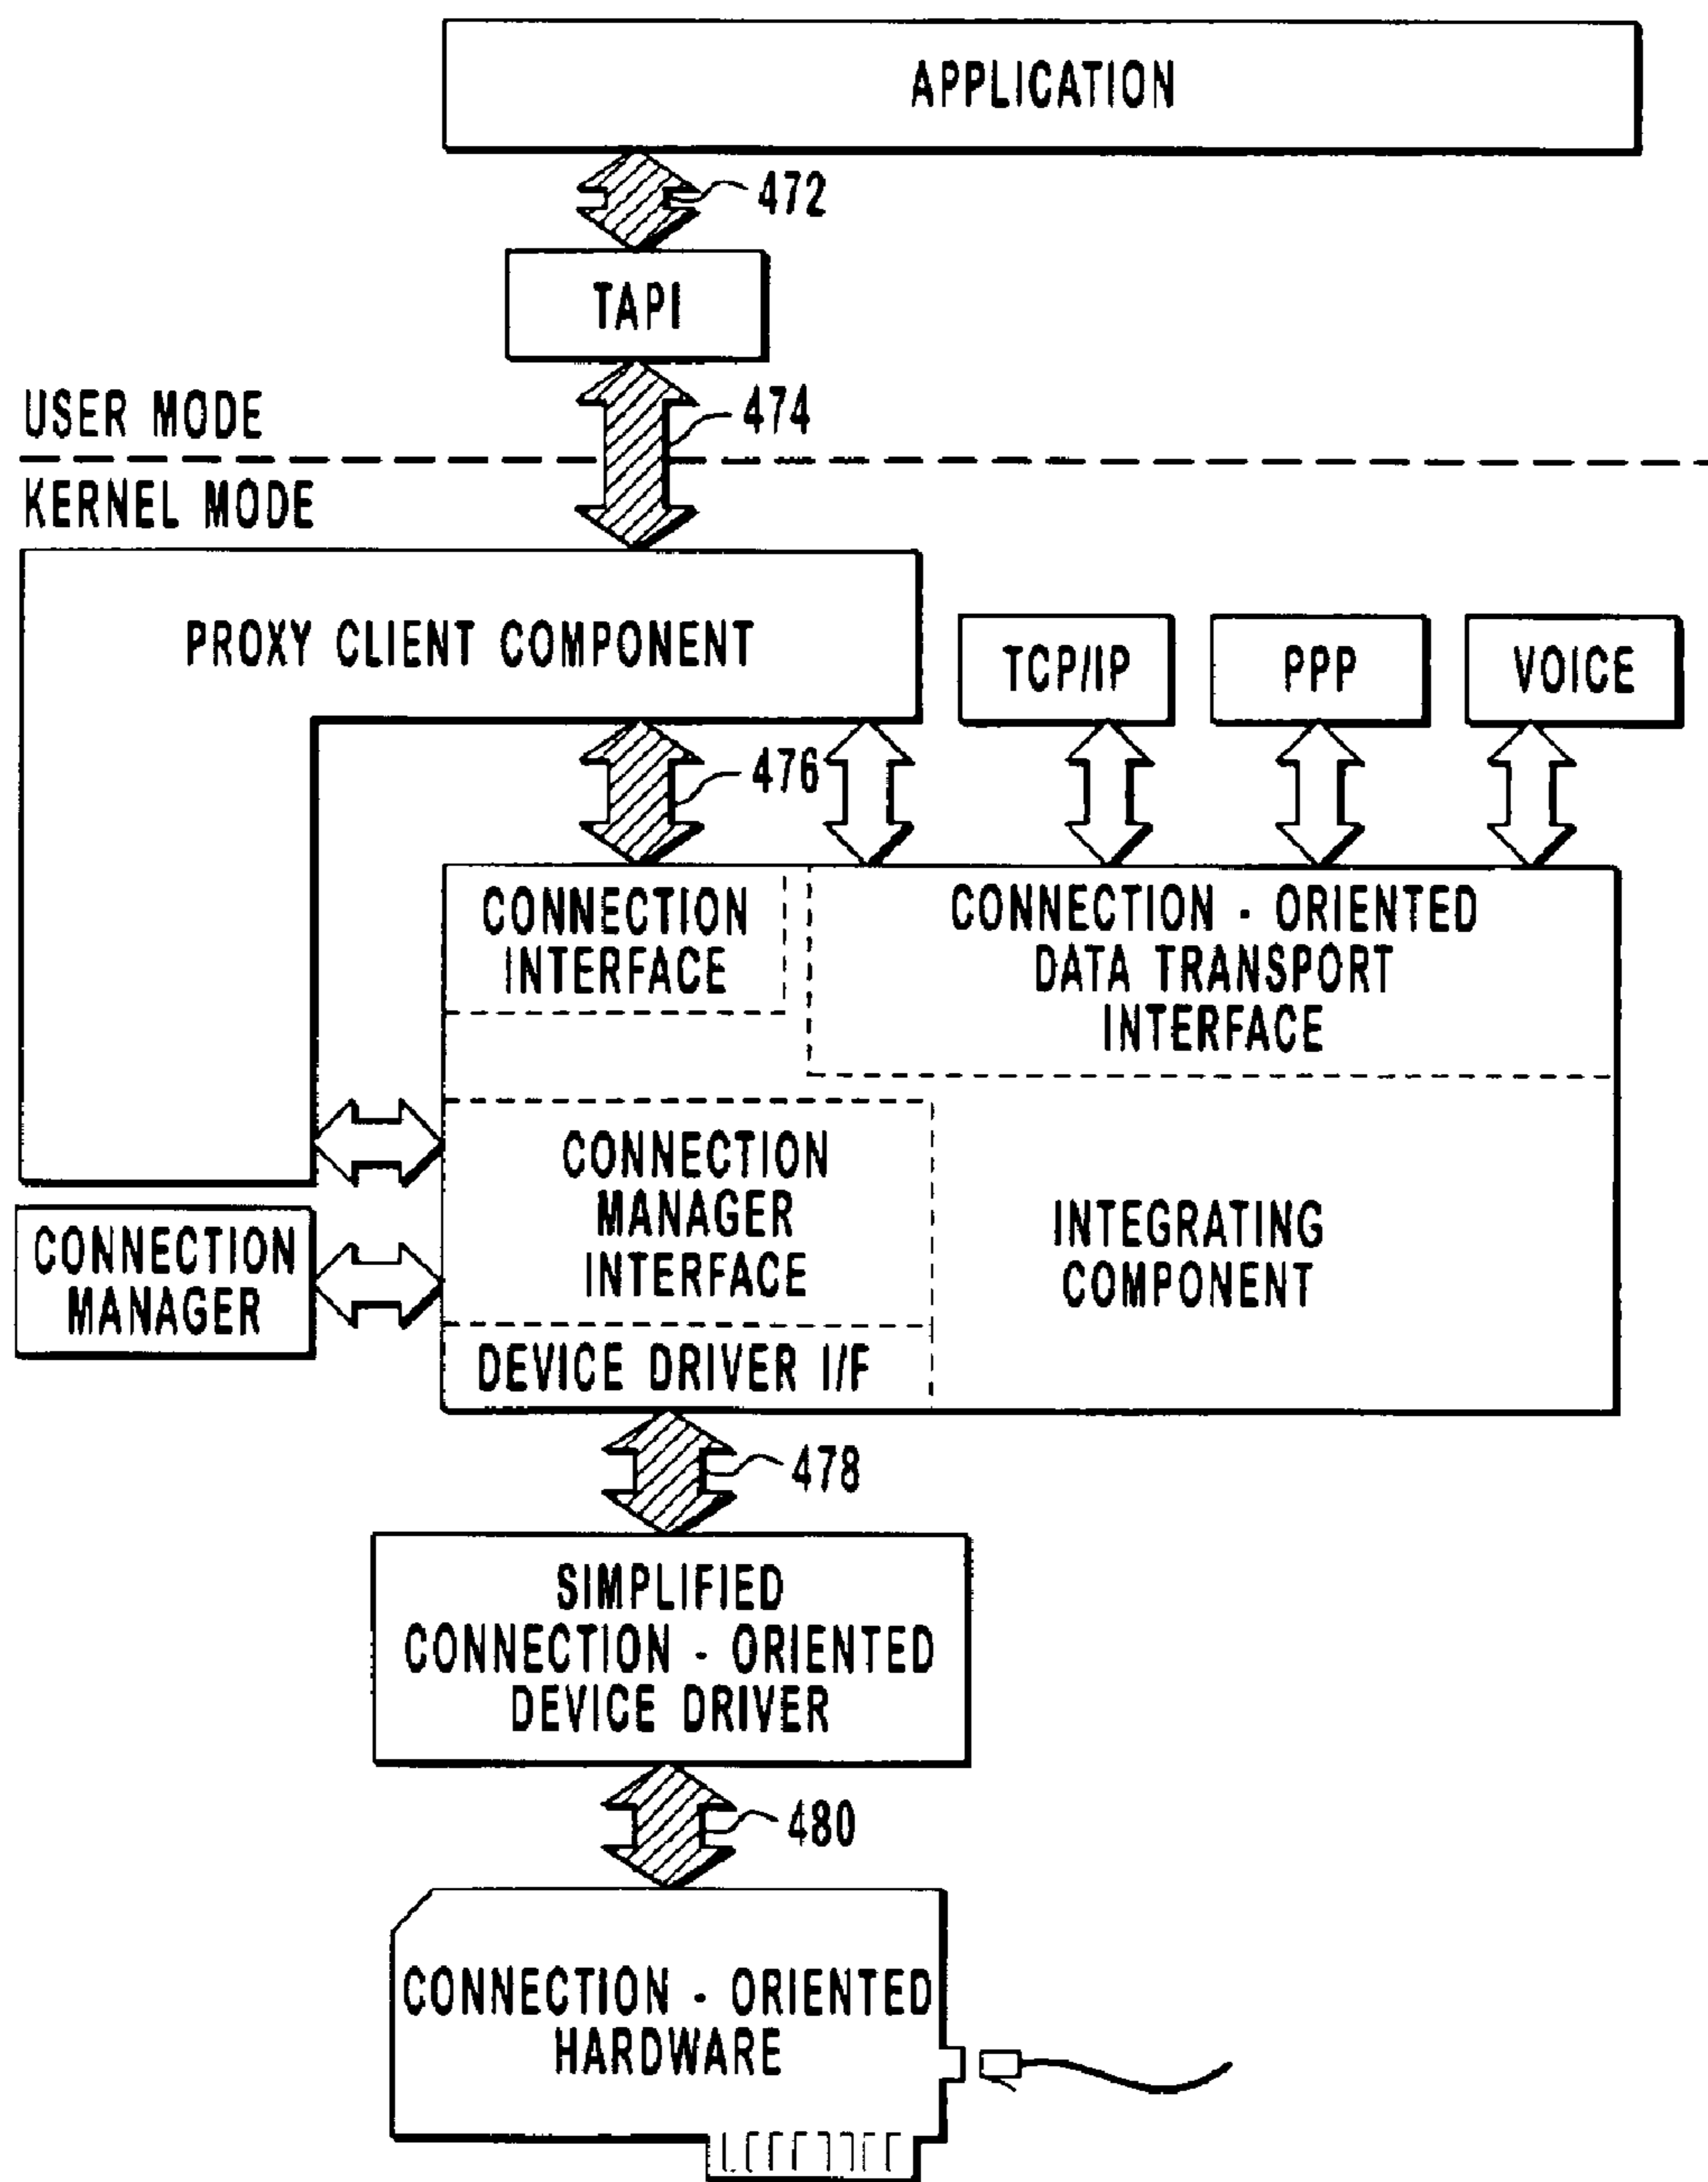 APPLICATION
472
TAPI
474
USER MODE
KERNEL MODE
PROXY CLIENT COMPONENT
TCP/IP
PPP
VOICE
476
CONNECTION
INTERFACE
CONNECTION - ORIENTED
DATA TRANSPORT
INTERFACE
CONNECTION
MANAGER
INTERFACE
INTEGRATING
COMPONENT
CONNECTION
MANAGER
DEVICE DRIVER I/F
478
SIMPLIFIED
CONNECTION - ORIENTED
DEVICE DRIVER
480
CONNECTION - ORIENTED
HARDWARE